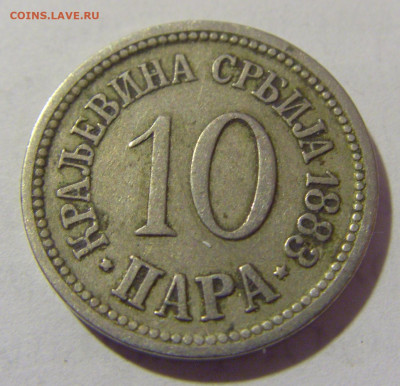 COINS.LAVE.RU
КРАЉЕВИНА СРБИЈА 1883
10
ПАРА